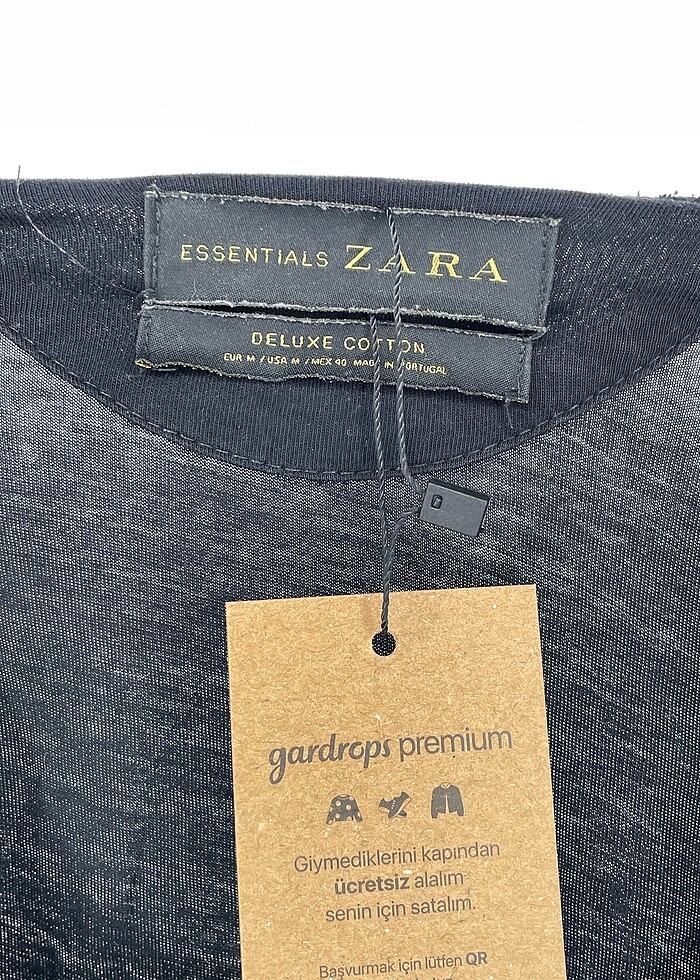 ESSENTIALS ZARA
DELUXE COTTON
EUR M / USA M / MEX 40 MADE IN PORTUGAL
gardrops premium
Giymediklerini kapından
ücretsiz alalım
senin için satalım.
Başvurmak için lütfen QR